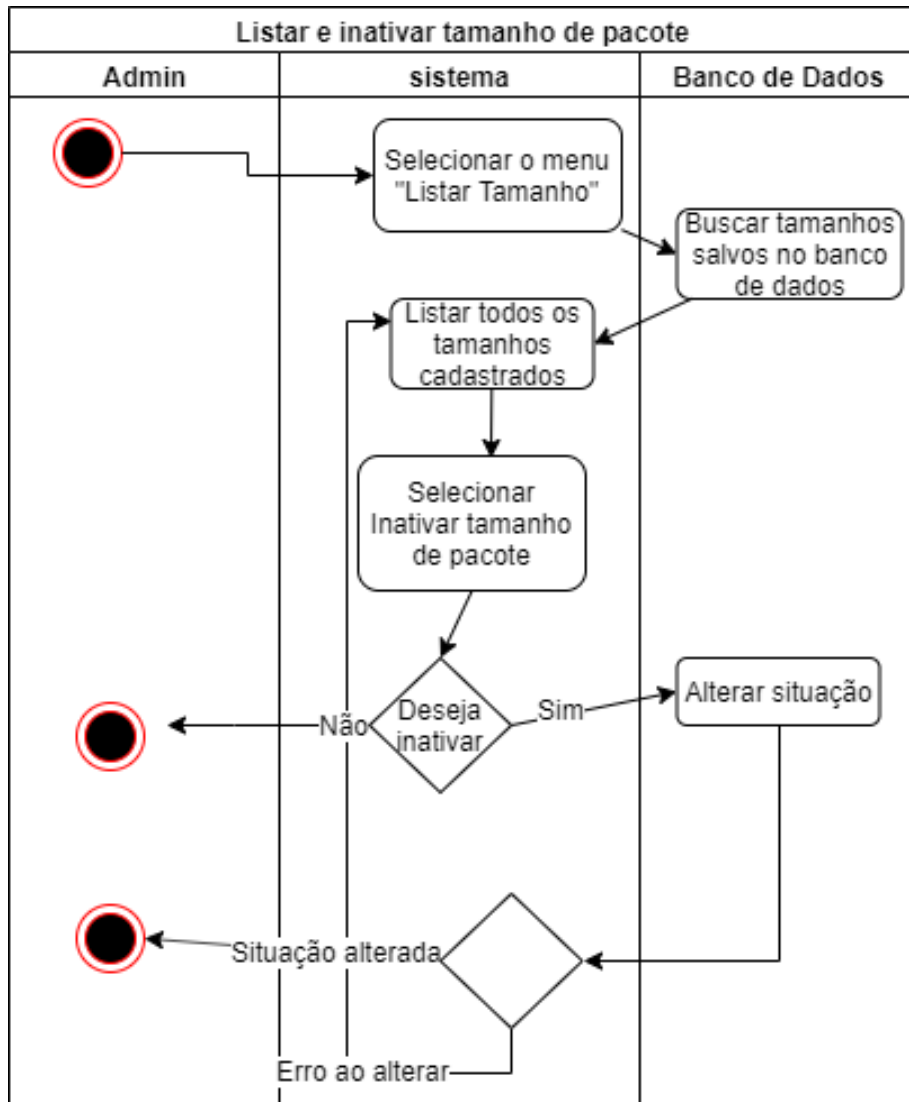 Listar e inativar tamanho de pacote
Admin
sistema
Banco de Dados
Selecionar o menu
"Listar Tamanho"
Buscar tamanhos
salvos no banco
de dados
Listar todos os
tamanhos
cadastrados
Selecionar
Inativar tamanho
de pacote
Deseja
inativar
Não
Sim
Alterar situação
Situação alterada
Erro ao alterar